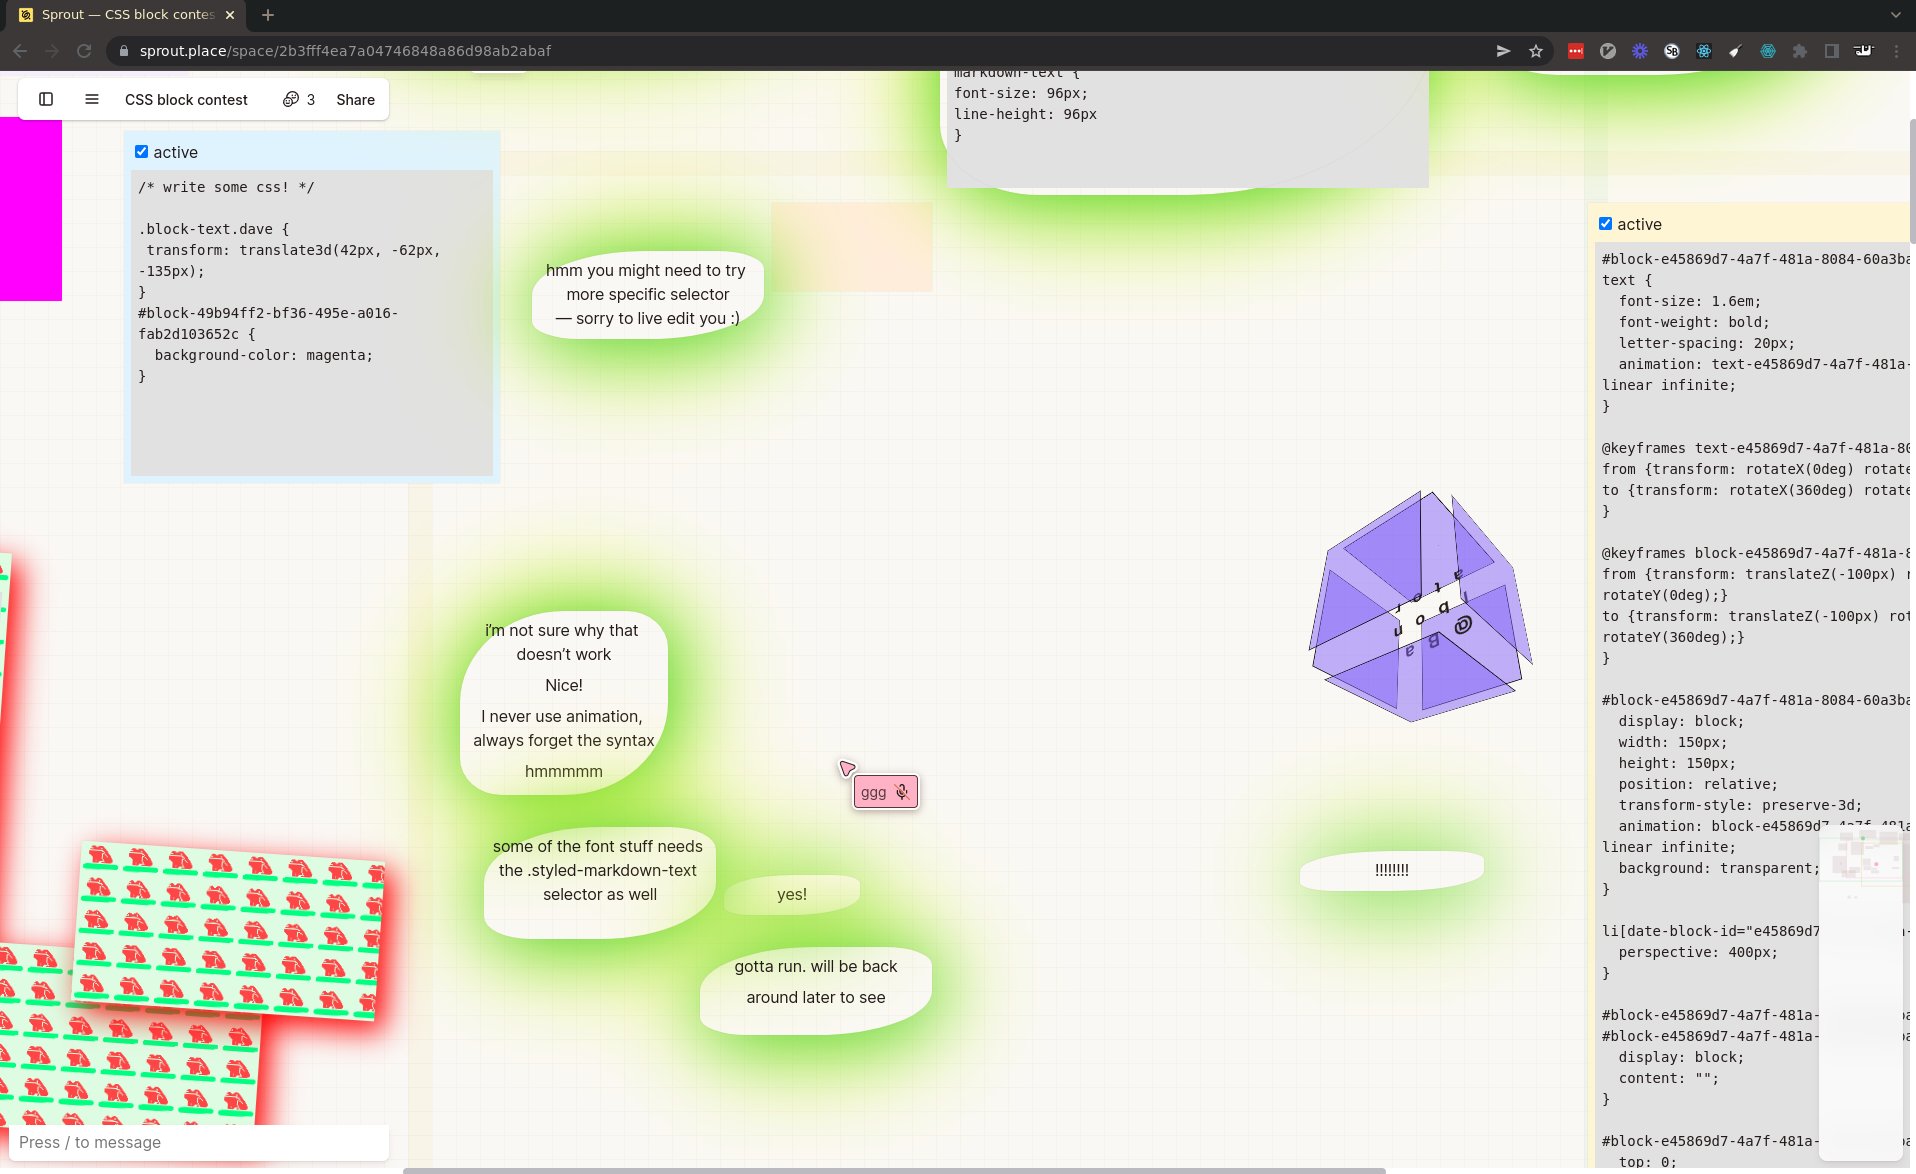 Sprout — CSS block contes
sprout.place/space/2b3fff4ea7a04746848a86d98ab2abaf
CSS block contest
3
Share
active
/* write some css! */
.block-text.dave {
transform: translate3d(42px, -62px,
-135px);
}
#block-49b94ff2-bf36-495e-a016-
fab2d103652c {
background-color: magenta;
}
hmm you might need to try
more specific selector
— sorry to live edit you :)
markdown-text {
font-size: 96px;
line-height: 96px
}
i’m not sure why that
doesn’t work
Nice!
I never use animation,
always forget the syntax
hmmmmm
some of the font stuff needs
the .styled-markdown-text
selector as well
yes!
gotta run. will be back
around later to see
ggg
!!!!!!!!
active
#block-e45869d7-4a7f-481a-8084-60a3ba
text {
font-size: 1.6em;
font-weight: bold;
letter-spacing: 20px;
animation: text-e45869d7-4a7f-481a-
linear infinite;
}
@keyframes text-e45869d7-4a7f-481a-80
from {transform: rotateX(0deg) rotate
to {transform: rotateX(360deg) rotate
}
@keyframes block-e45869d7-4a7f-481a-8
from {transform: translateZ(-100px) r
rotateY(0deg);}
to {transform: translateZ(-100px) rot
rotateY(360deg);}
}
#block-e45869d7-4a7f-481a-8084-60a3ba
display: block;
width: 150px;
height: 150px;
position: relative;
transform-style: preserve-3d;
animation: block-e45869d7-4a7f-481a
linear infinite;
background: transparent;
}
li[date-block-id="e45869d7
perspective: 400px;
}
#block-e45869d7-4a7f-481a-
#block-e45869d7-4a7f-481a-
display: block;
content: "";
}
#block-e45869d7-4a7f-481a-
top: 0;
Press / to message